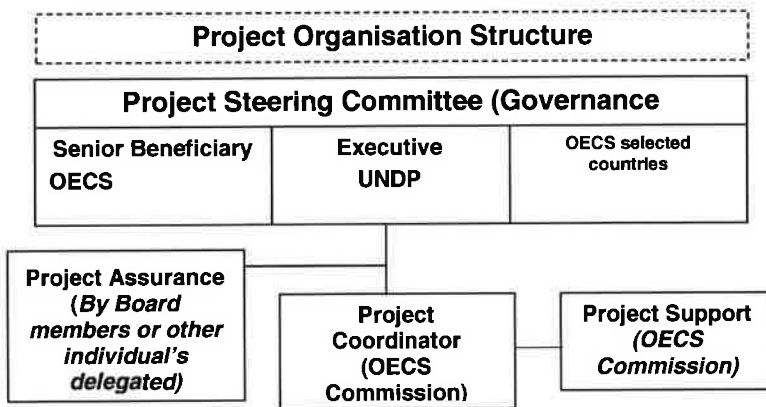 Project Organisation Structure
Project Steering Committee (Governance
Senior Beneficiary
OECS
Executive
UNDP
OECS selected
countries
Project Assurance
(By Board
members or other
individual's
delegated)
Project
Coordinator
(OECS
Commission)
Project Support
(OECS
Commission)